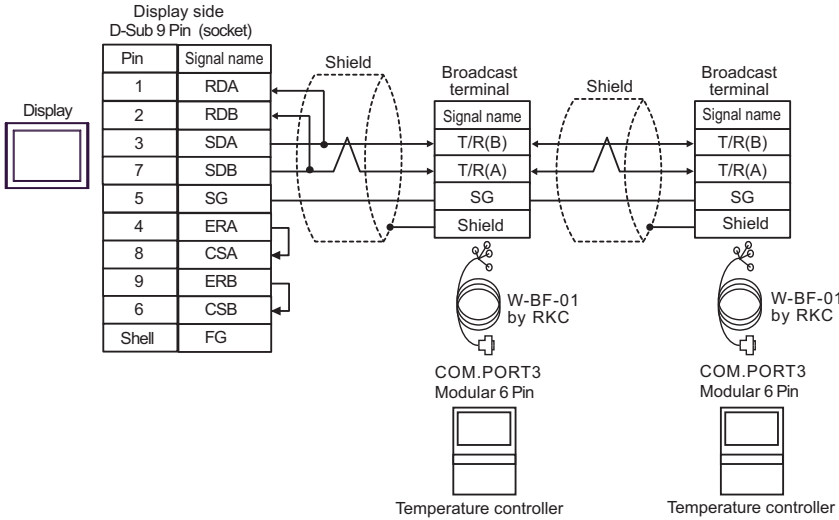 Display side
D-Sub 9 Pin (socket)
Pin Signal name
1 RDA
2 RDB
3 SDA
7 SDB
5 SG
4 ERA
8 CSA
9 ERB
6 CSB
Shell FG
Display
Shield
Broadcast
terminal
Signal name
T/R(B)
T/R(A)
SG
Shield
Shield
Broadcast
terminal
Signal name
T/R(B)
T/R(A)
SG
Shield
W-BF-01
by RKC
COM.PORT3
Modular 6 Pin
Temperature controller
W-BF-01
by RKC
COM.PORT3
Modular 6 Pin
Temperature controller